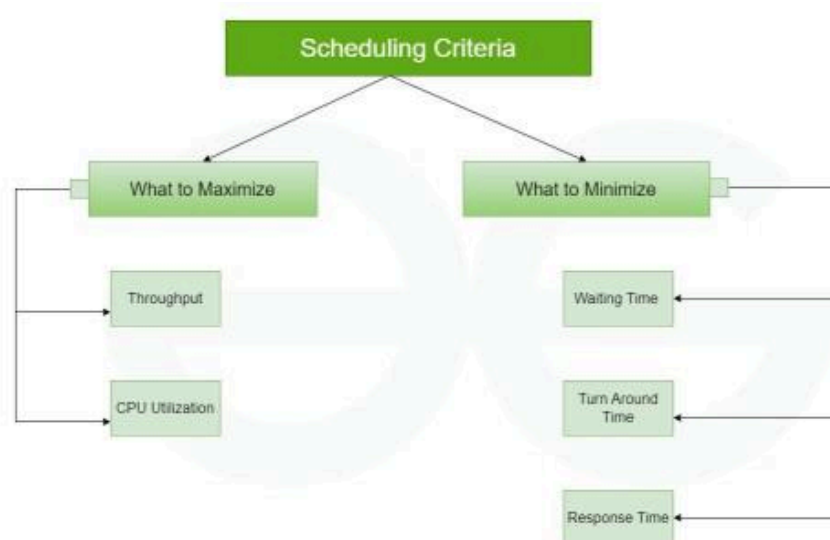 Scheduling Criteria
What to Maximize
What to Minimize
Throughput
Waiting Time
CPU Utilization
Turn Around
Time
Response Time